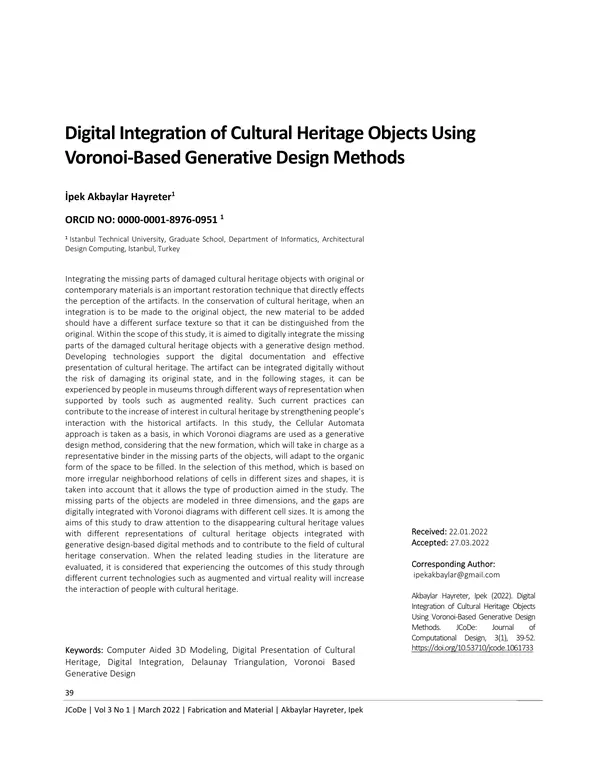 Digital Integration of Cultural Heritage Objects Using
Voronoi-Based Generative Design Methods
İpek Akbaylar Hayreter1
ORCID NO: 0000-0001-8976-0951 1
1 Istanbul Technical University, Graduate School, Department of Informatics, Architectural
Design Computing, Istanbul, Turkey
Integrating the missing parts of damaged cultural heritage objects with original or
contemporary materials is an important restoration technique that directly effects
the perception of the artifacts. In the conservation of cultural heritage, when an
integration is to be made to the original object, the new material to be added
should have a different surface texture so that it can be distinguished from the
original. Within the scope of this study, it is aimed to digitally integrate the missing
parts of the damaged cultural heritage objects with a generative design method.
Developing technologies support the digital documentation and effective
presentation of cultural heritage. The artifact can be integrated digitally without
the risk of damaging its original state, and in the following stages, it can be
experienced by people in museums through different ways of representation when
supported by tools such as augmented reality. Such current practices can
contribute to the increase of interest in cultural heritage by strengthening people's
interaction with the historical artifacts. In this study, the Cellular Automata
approach is taken as a basis, in which Voronoi diagrams are used as a generative
design method, considering that the new formation, which will take in charge as a
representative binder in the missing parts of the objects, will adapt to the organic
form of the space to be filled. In the selection of this method, which is based on
more irregular neighborhood relations of cells in different sizes and shapes, it is
taken into account that it allows the type of production aimed in the study. The
missing parts of the objects are modeled in three dimensions, and the gaps are
digitally integrated with Voronoi diagrams with different cell sizes. It is among the
aims of this study to draw attention to the disappearing cultural heritage values
with different representations of cultural heritage objects integrated with
generative design-based digital methods and to contribute to the field of cultural
heritage conservation. When the related leading studies in the literature are
evaluated, it is considered that experiencing the outcomes of this study through
different current technologies such as augmented and virtual reality will increase
the interaction of people with cultural heritage.
Received: 22.01.2022
Accepted: 27.03.2022
Corresponding Author:
ipekakbaylar@gmail.com
Akbaylar Hayreter, Ipek (2022). Digital
Integration of Cultural Heritage Objects
Using Voronoi-Based Generative Design
Methods. JCoDe: Journal of
Computational Design, 3(1), 39-52.
https://doi.org/10.53710/jcode.1061733
Keywords: Computer Aided 3D Modeling, Digital Presentation of Cultural
Heritage, Digital Integration, Delaunay Triangulation, Voronoi Based
Generative Design
39
JCoDe | Vol 3 No 1 | March 2022 | Fabrication and Material | Akbaylar Hayreter, Ipek